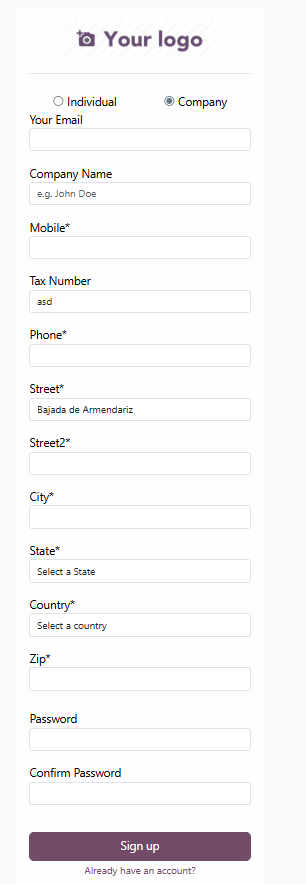 Your logo
Individual Company
Your Email
Company Name
e.g. John Doe
Mobile*
Tax Number
asd
Phone*
Street*
Bajada de Armendariz
Street2*
City*
State*
Select a State
Country*
Select a country
Zip*
Password
Confirm Password
Sign up
Already have an account?